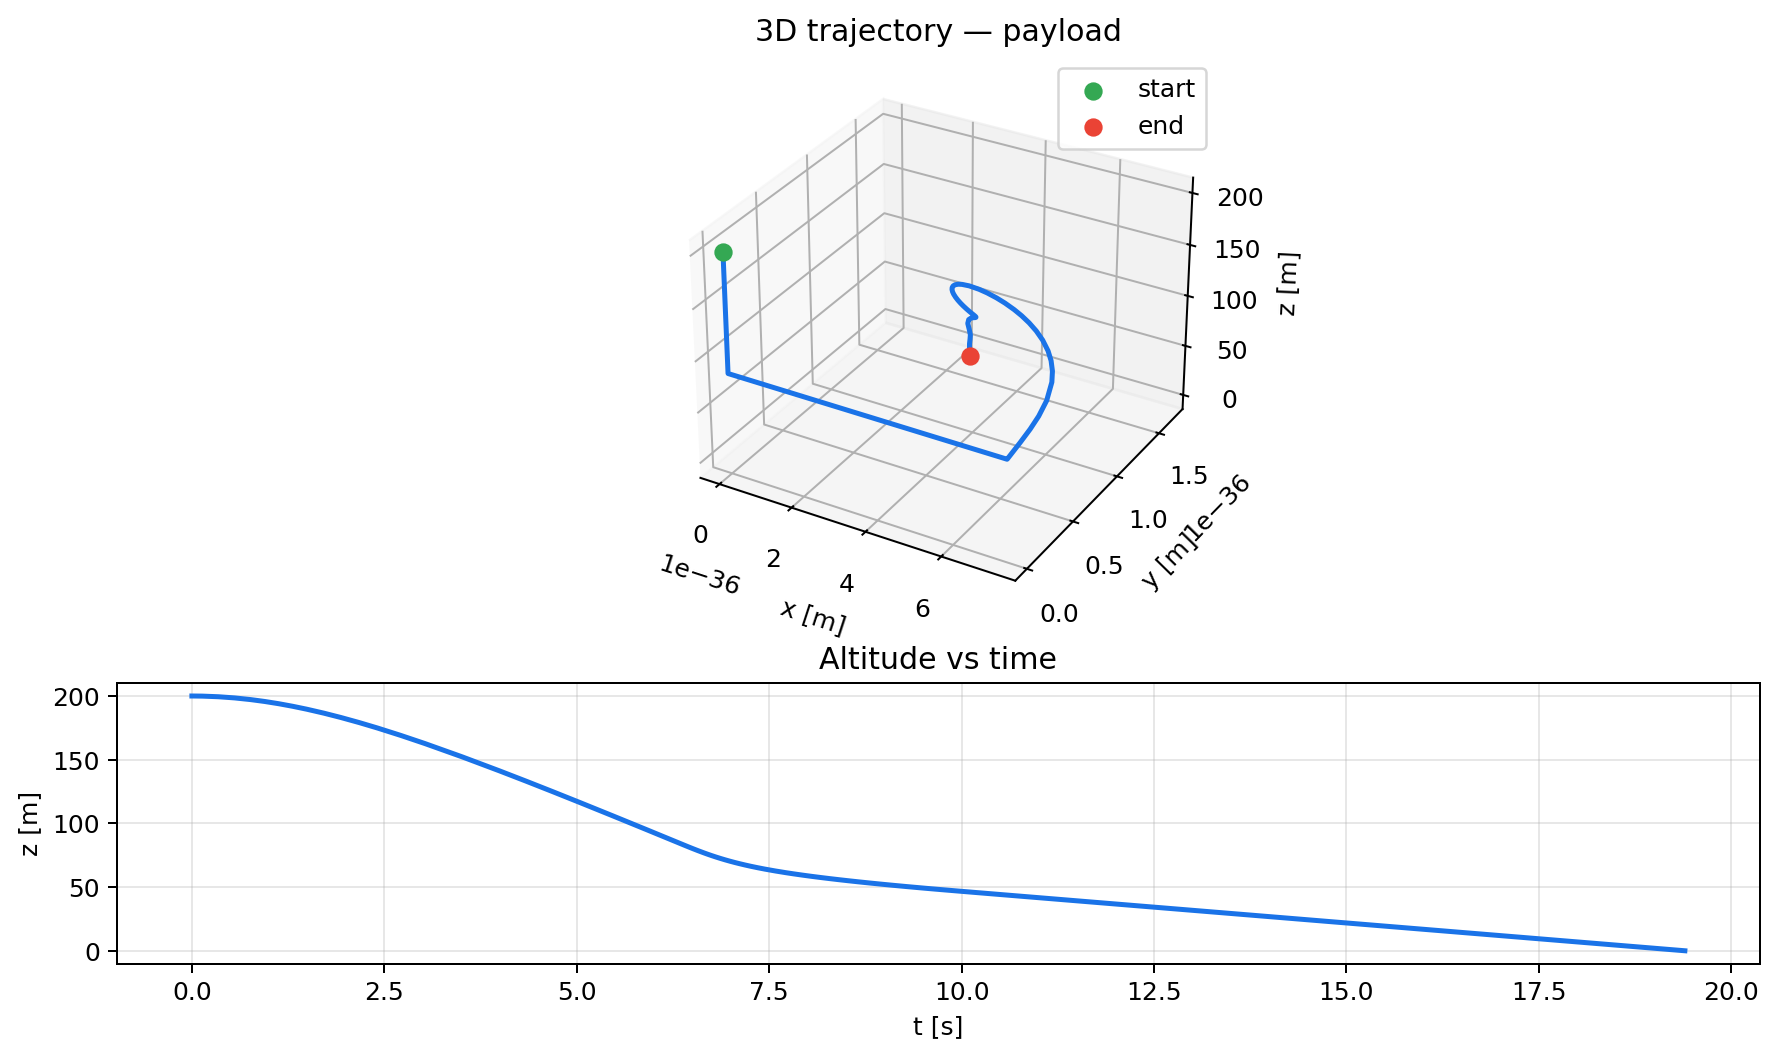 3D trajectory — payload
start
end
200
150
100
50
0
z [m]
0
2
4
6
1e−36
x [m]
0.0
0.5
1.0
1.5
1e−36
y [m]
Altitude vs time
200
150
100
50
0
z [m]
0.0 2.5 5.0 7.5 10.0 12.5 15.0 17.5 20.0
t [s]